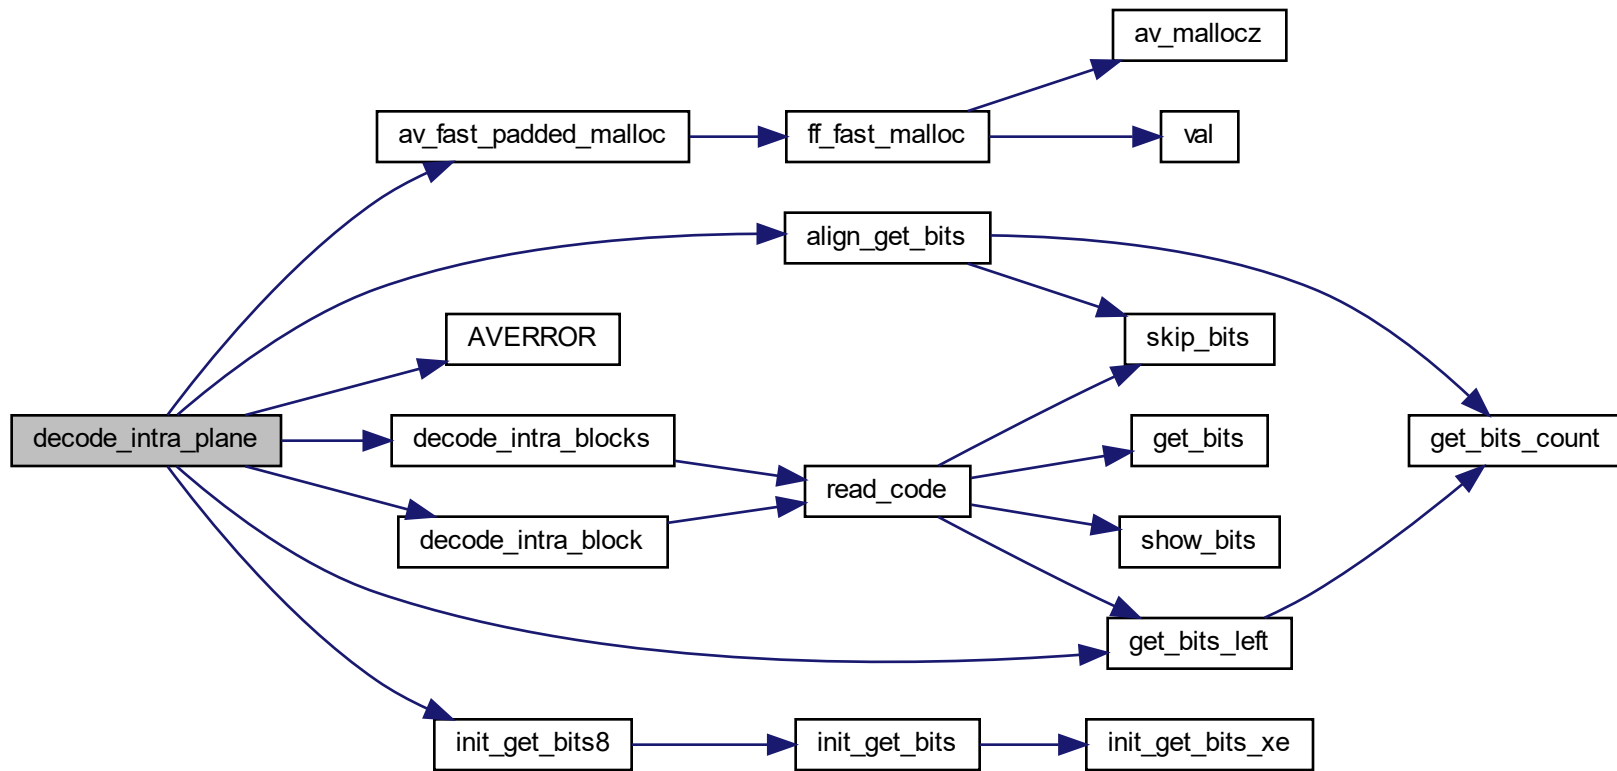 av_mallocz
av_fast_padded_malloc
ff_fast_malloc
val
align_get_bits
AVERROR
skip_bits
decode_intra_plane
decode_intra_blocks
get_bits
get_bits_count
read_code
decode_intra_block
show_bits
get_bits_left
init_get_bits8
init_get_bits
init_get_bits_xe